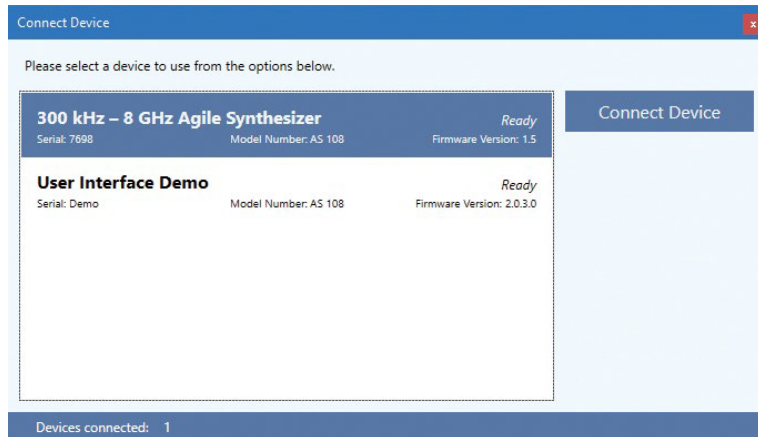 Connect Device
x
Please select a device to use from the options below.
300 kHz – 8 GHz Agile Synthesizer Ready
Serial: 7698 Model Number: AS 108 Firmware Version: 1.5
Connect Device
User Interface Demo Ready
Serial: Demo Model Number: AS 108 Firmware Version: 2.0.3.0
Devices connected: 1